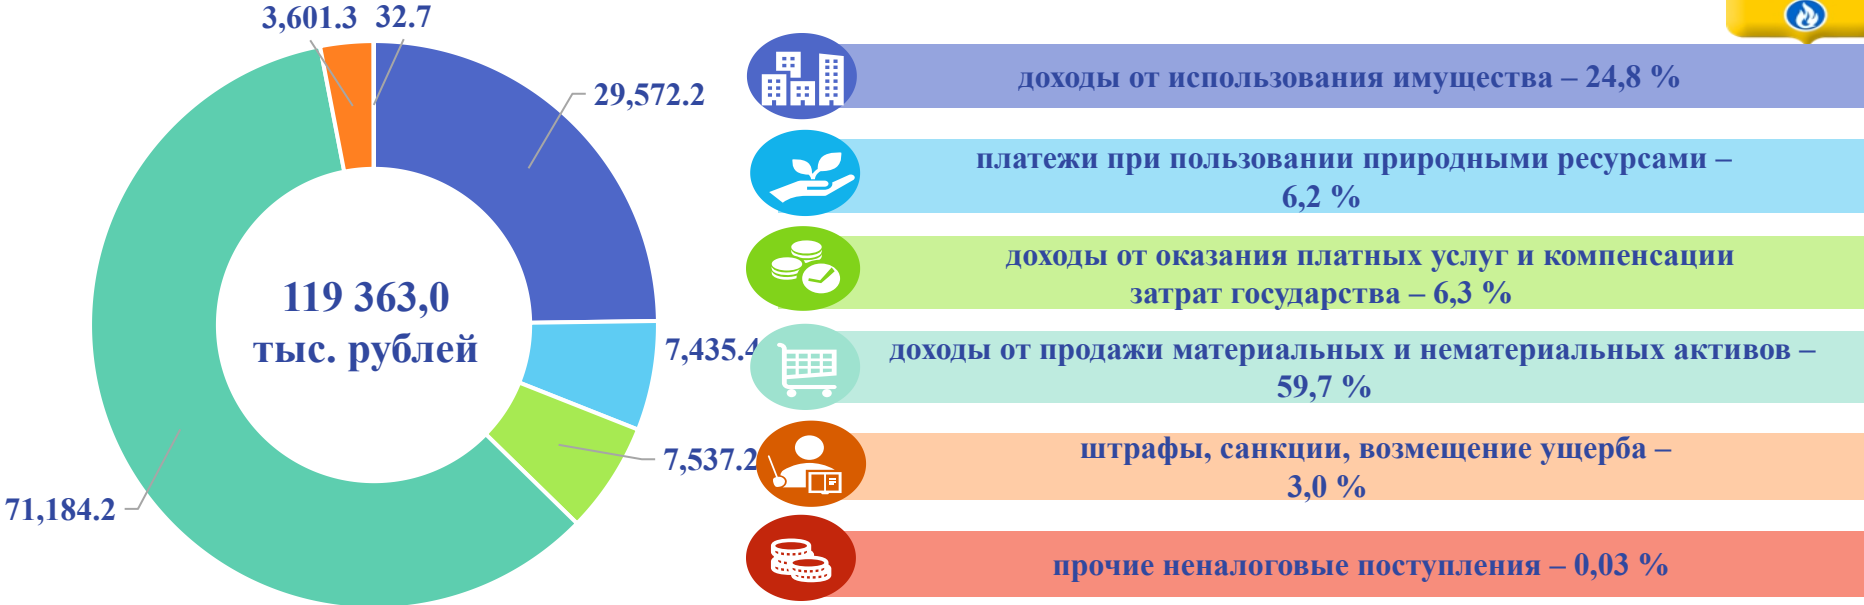 3,601.3
32.7
29,572.2
7,435.4
7,537.2
71,184.2
119 363,0
тыс. рублей
доходы от использования имущества – 24,8 %
платежи при пользовании природными ресурсами –
6,2 %
доходы от оказания платных услуг и компенсации
затрат государства – 6,3 %
доходы от продажи материальных и нематериальных активов –
59,7 %
штрафы, санкции, возмещение ущерба –
3,0 %
прочие неналоговые поступления – 0,03 %